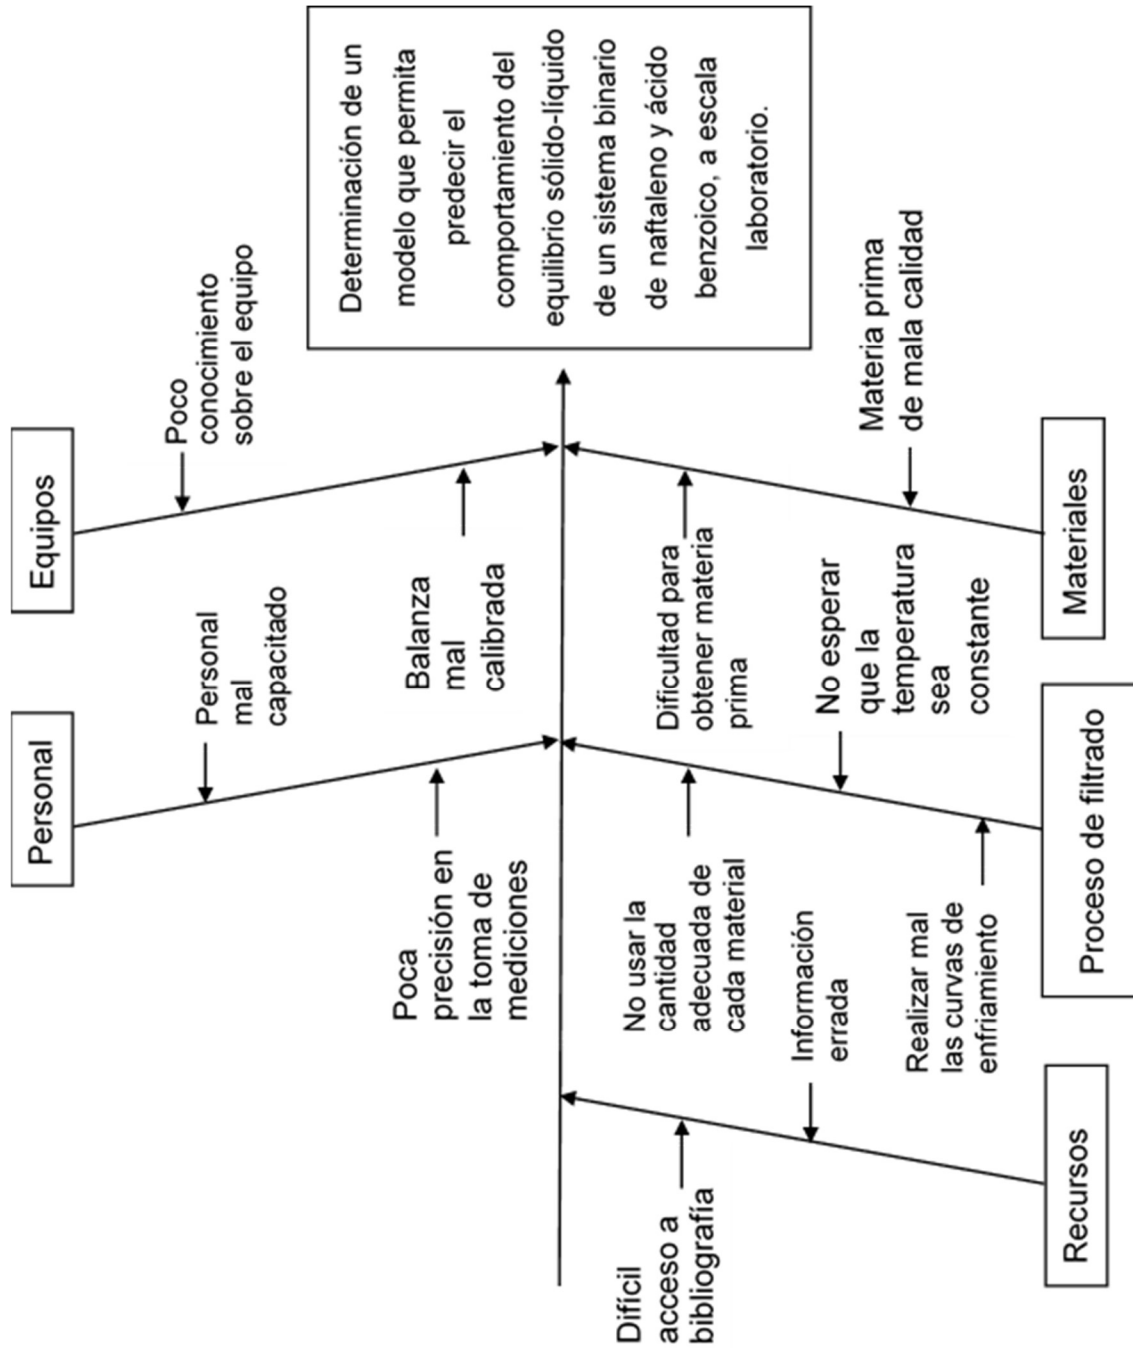 Personal
Equipos
Personal
mal
capacitado
Poco
conocimiento
sobre el equipo
Poca
precisión en
la toma de
mediciones
Balanza
mal
calibrada
Determinación de un
modelo que permita
predecir el
comportamiento del
equilibrio sólido-líquido
de un sistema binario
de naftaleno y ácido
benzoico, a escala
laboratorio.
Difícil
acceso a
bibliografía
Información
errada
No usar la
cantidad
adecuada de
cada material
No esperar
que la
temperatura
sea
constante
Realizar mal
las curvas de
enfriamiento
Dificultad para
obtener materia
prima
Materia prima
de mala calidad
Recursos
Proceso de filtrado
Materiales